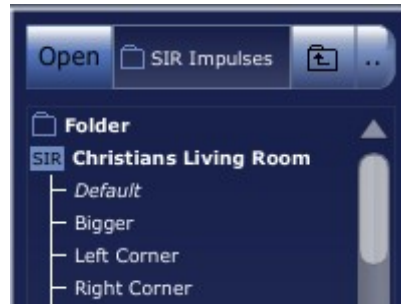 Open SIR Impulses ..
Folder
SIR Christians Living Room
Default
Bigger
Left Corner
Right Corner